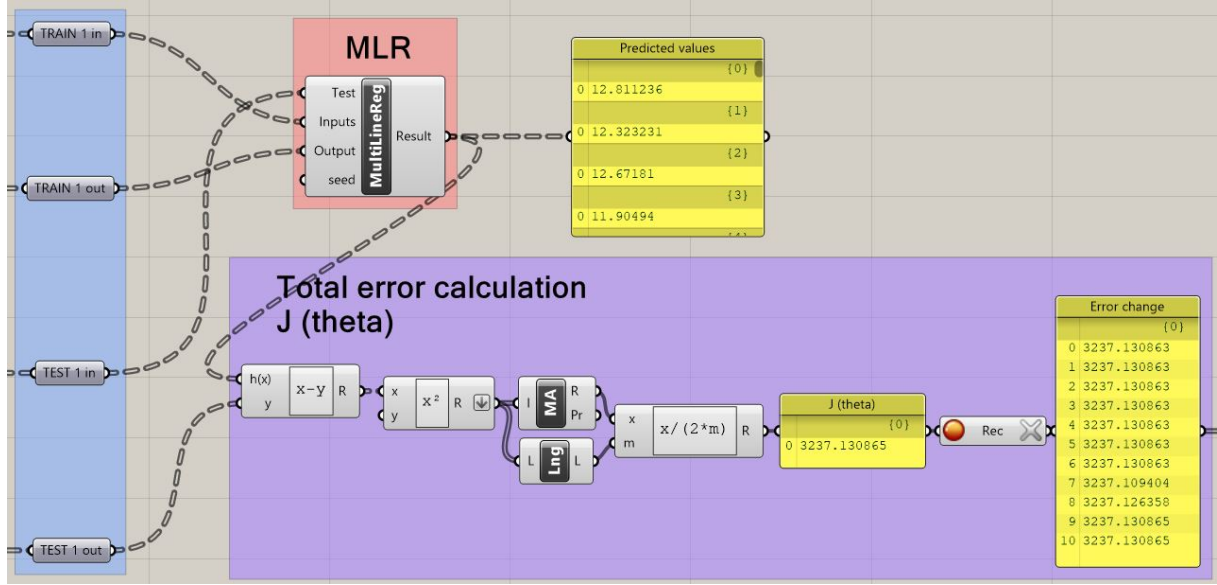 TRAIN 1 in
TRAIN 1 out
TEST 1 in
TEST 1 out
MLR
Test
Inputs
Output
seed
MultiLineReg
Result
Predicted values
{0}
0 12.811236
{1}
0 12.323231
{2}
0 12.67181
{3}
0 11.90494
Total error calculation
J (theta)
h(x)
y
x-y
R
x
y
x²
R
I
MA
R
Pr
L
Lng
L
x
m
x/(2*m)
R
J (theta)
{0}
0 3237.130865
Rec
Error change
{0}
0 3237.130863
1 3237.130863
2 3237.130863
3 3237.130863
4 3237.130863
5 3237.130863
6 3237.130863
7 3237.109404
8 3237.126358
9 3237.130865
10 3237.130865